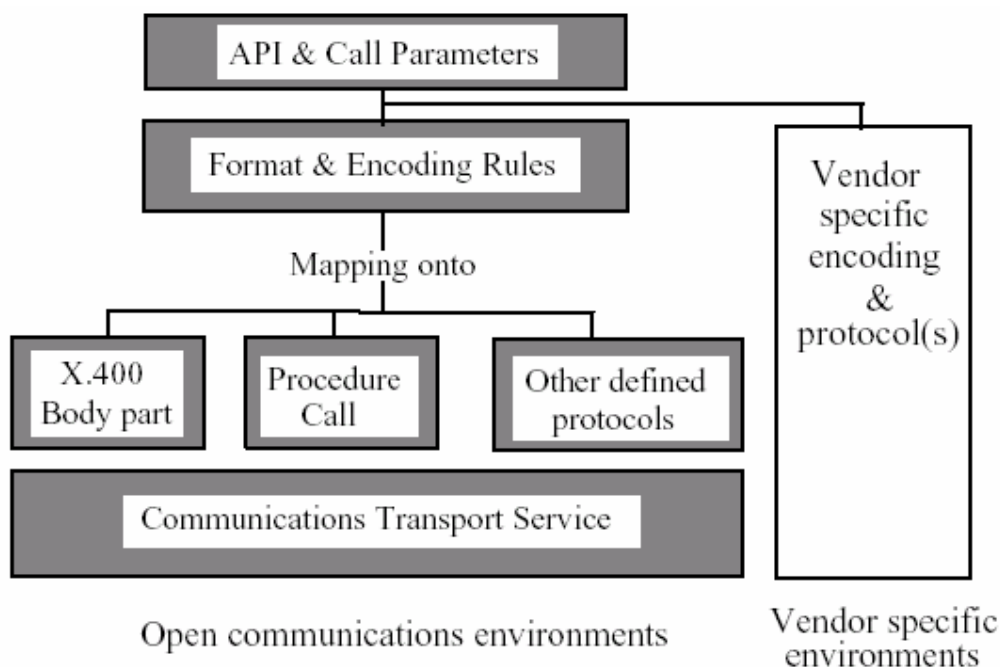 API & Call Parameters
Format & Encoding Rules
Mapping onto
X.400
Body part
Procedure
Call
Other defined
protocols
Communications Transport Service
Open communications environments
Vendor
specific
encoding
&
protocol(s)
Vendor specific
environments